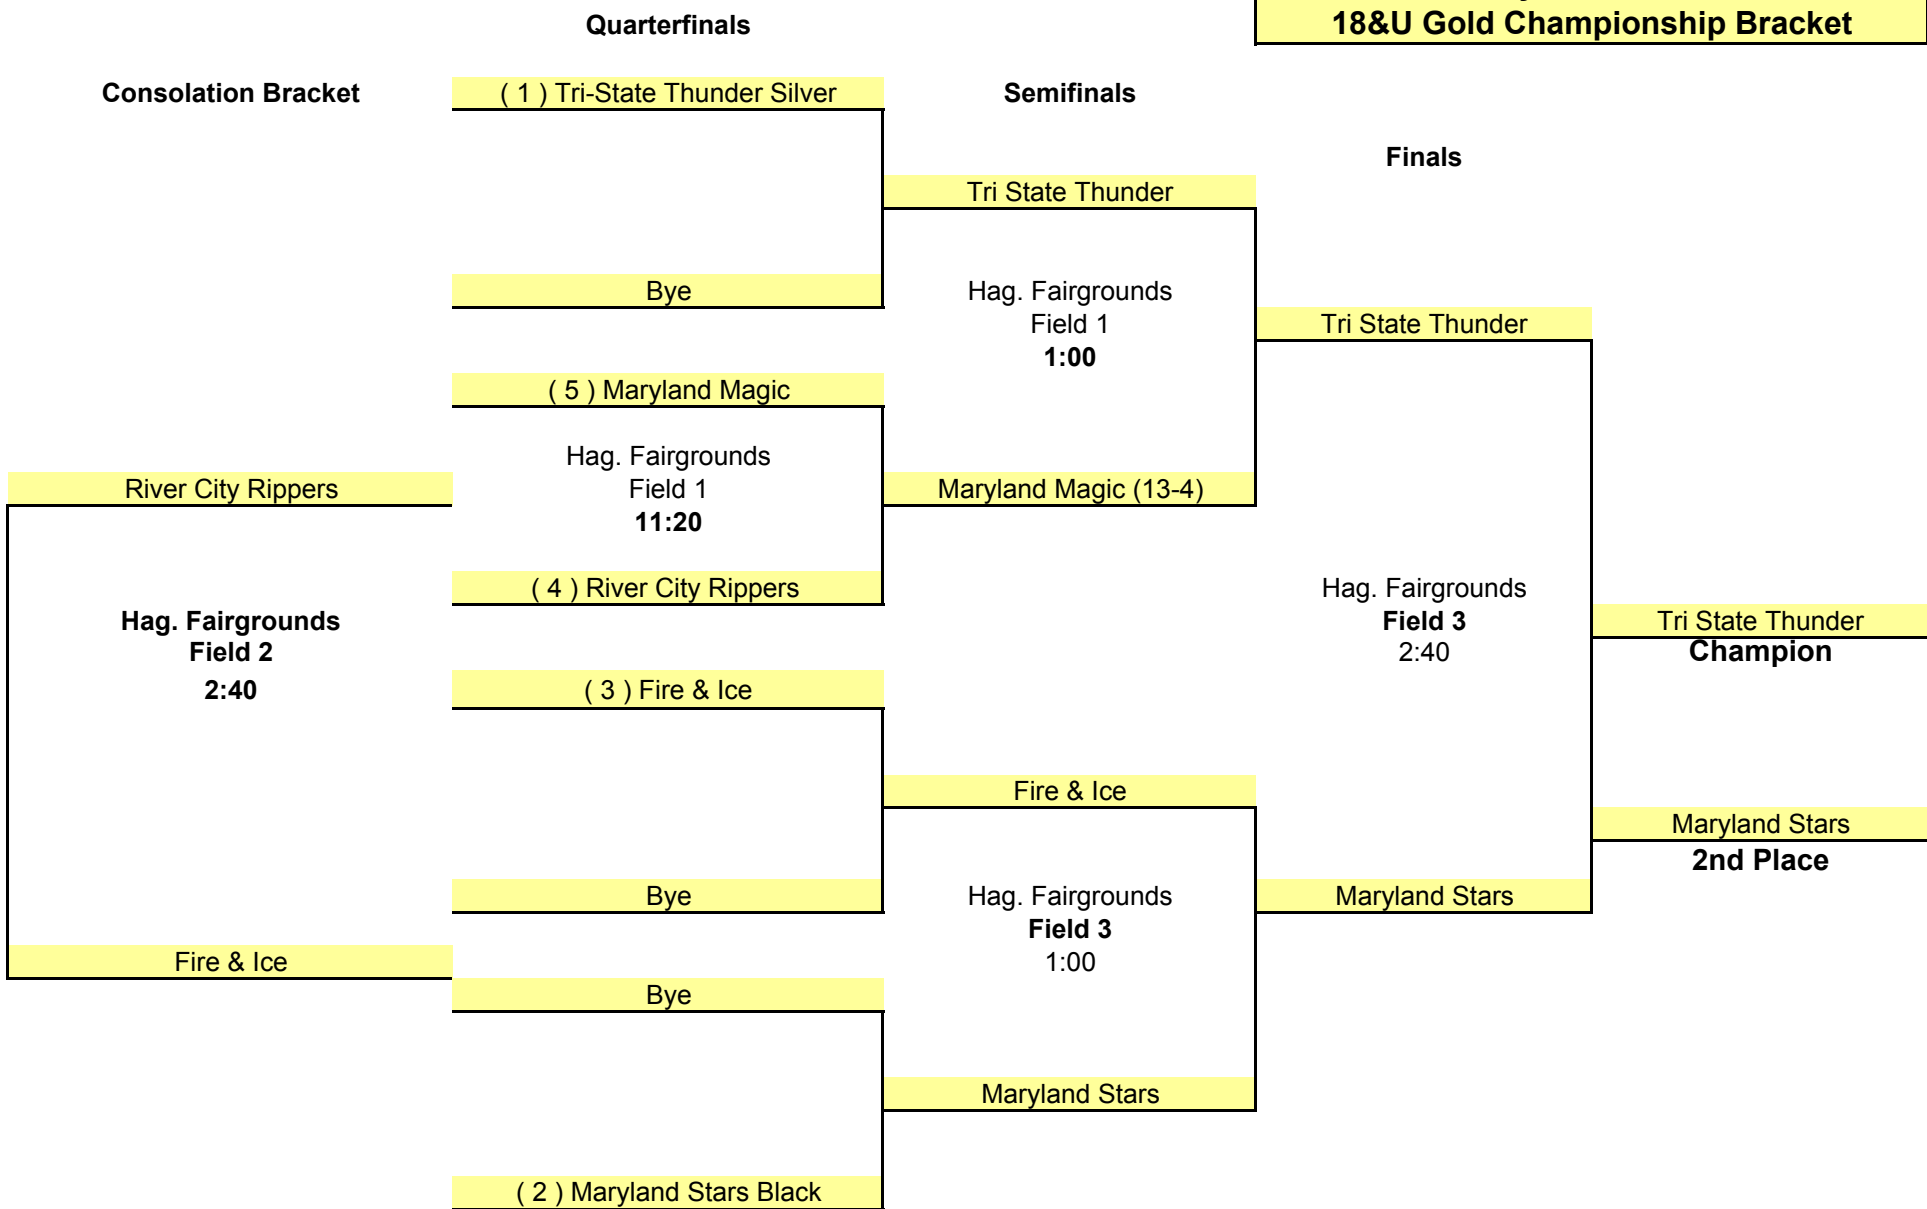 Quarterfinals
18&U Gold Championship Bracket
Consolation Bracket
( 1 ) Tri-State Thunder Silver
Semifinals
Finals
Tri State Thunder
Bye
Hag. Fairgrounds
Field 1
1:00
Tri State Thunder
( 5 ) Maryland Magic
Hag. Fairgrounds
Field 1
11:20
River City Rippers
Maryland Magic (13-4)
( 4 ) River City Rippers
Hag. Fairgrounds
Field 3
2:40
Hag. Fairgrounds
Field 2
2:40
Tri State Thunder
Champion
( 3 ) Fire & Ice
Fire & Ice
Maryland Stars
2nd Place
Bye
Hag. Fairgrounds
Field 3
1:00
Maryland Stars
Fire & Ice
Bye
Maryland Stars
( 2 ) Maryland Stars Black